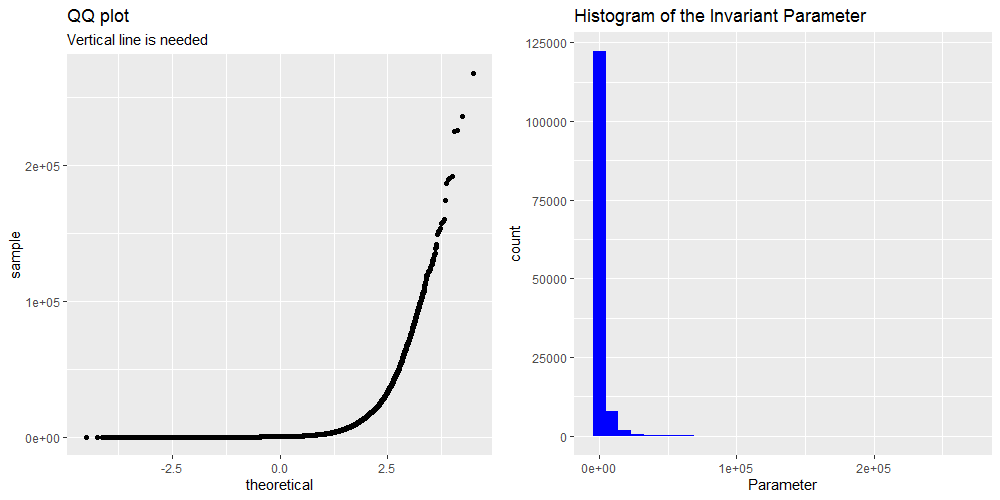 QQ plot
Vertical line is needed
2e+05
1e+05
0e+00
sample
-2.5
0.0
2.5
theoretical
Histogram of the Invariant Parameter
125000
100000
75000
50000
25000
0
count
0e+00
1e+05
2e+05
Parameter